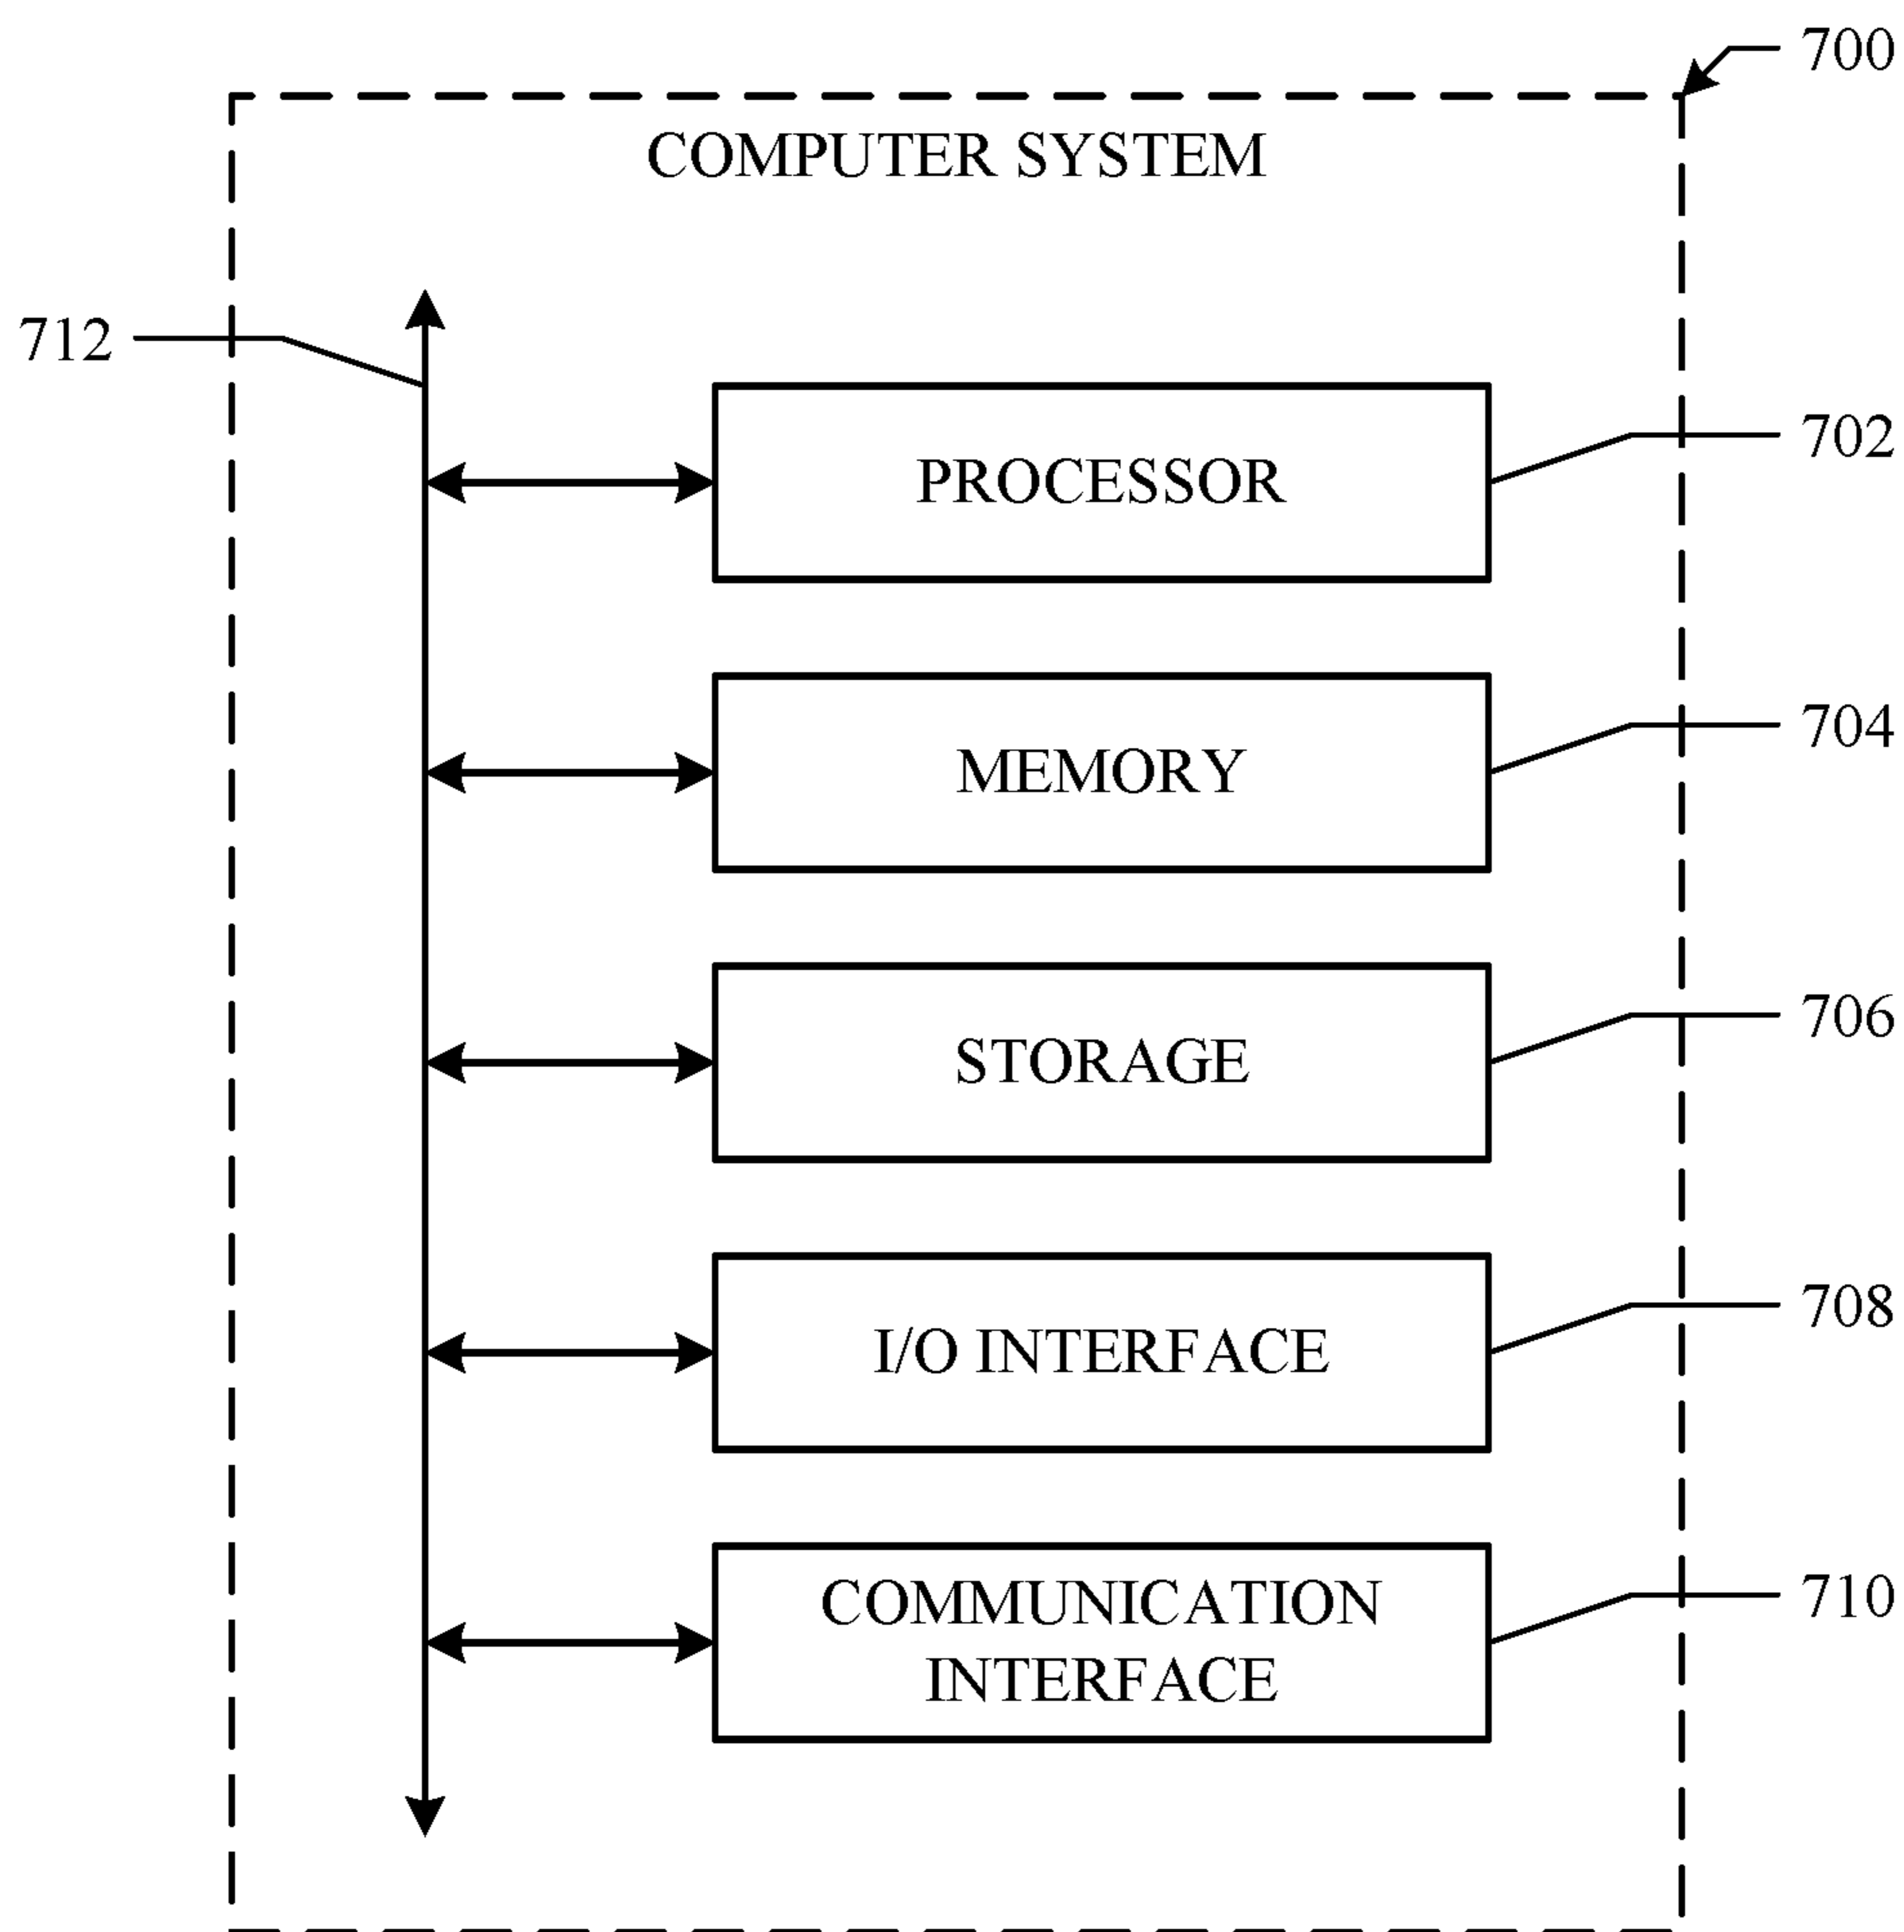 700
COMPUTER SYSTEM
712
702
PROCESSOR
704
MEMORY
706
STORAGE
708
I/O INTERFACE
710
COMMUNICATION
INTERFACE